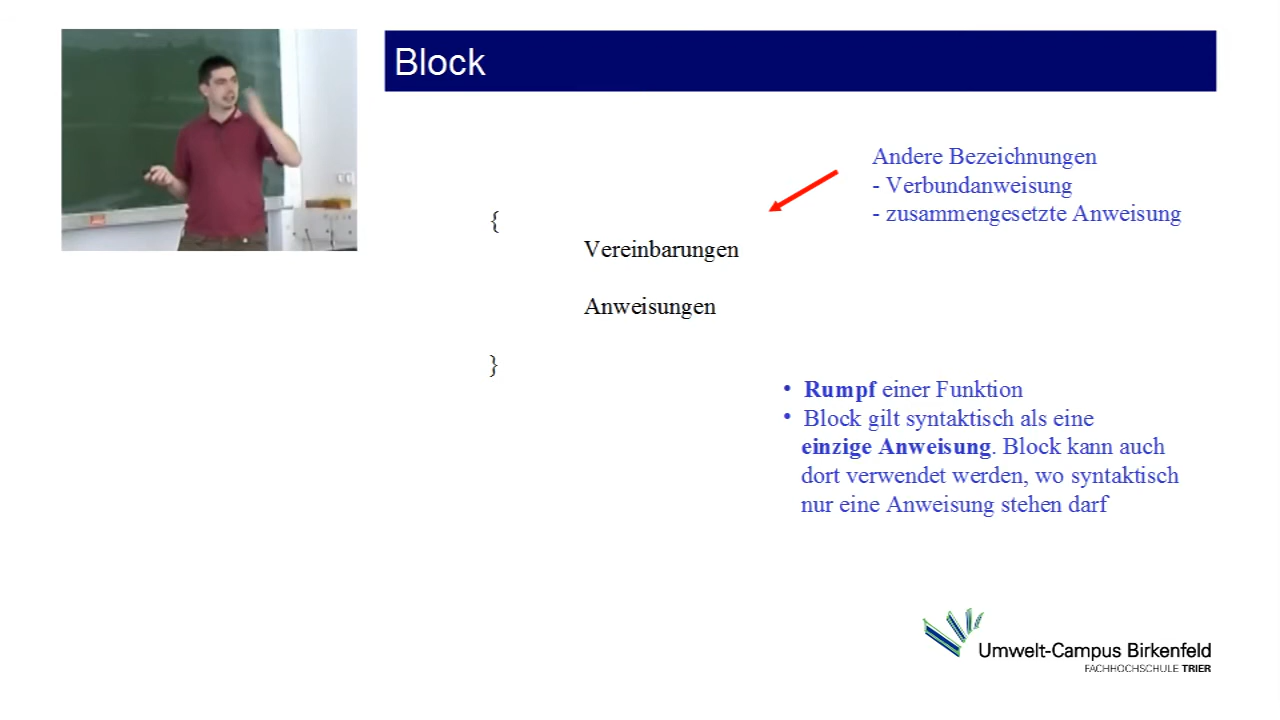 Block
Andere Bezeichnungen
- Verbundanweisung
- zusammengesetzte Anweisung
{
Vereinbarungen
Anweisungen
}
• Rumpf einer Funktion
• Block gilt syntaktisch als eine
einzige Anweisung. Block kann auch
dort verwendet werden, wo syntaktisch
nur eine Anweisung stehen darf
Umwelt-Campus Birkenfeld
FACHHOCHSCHULE TRIER